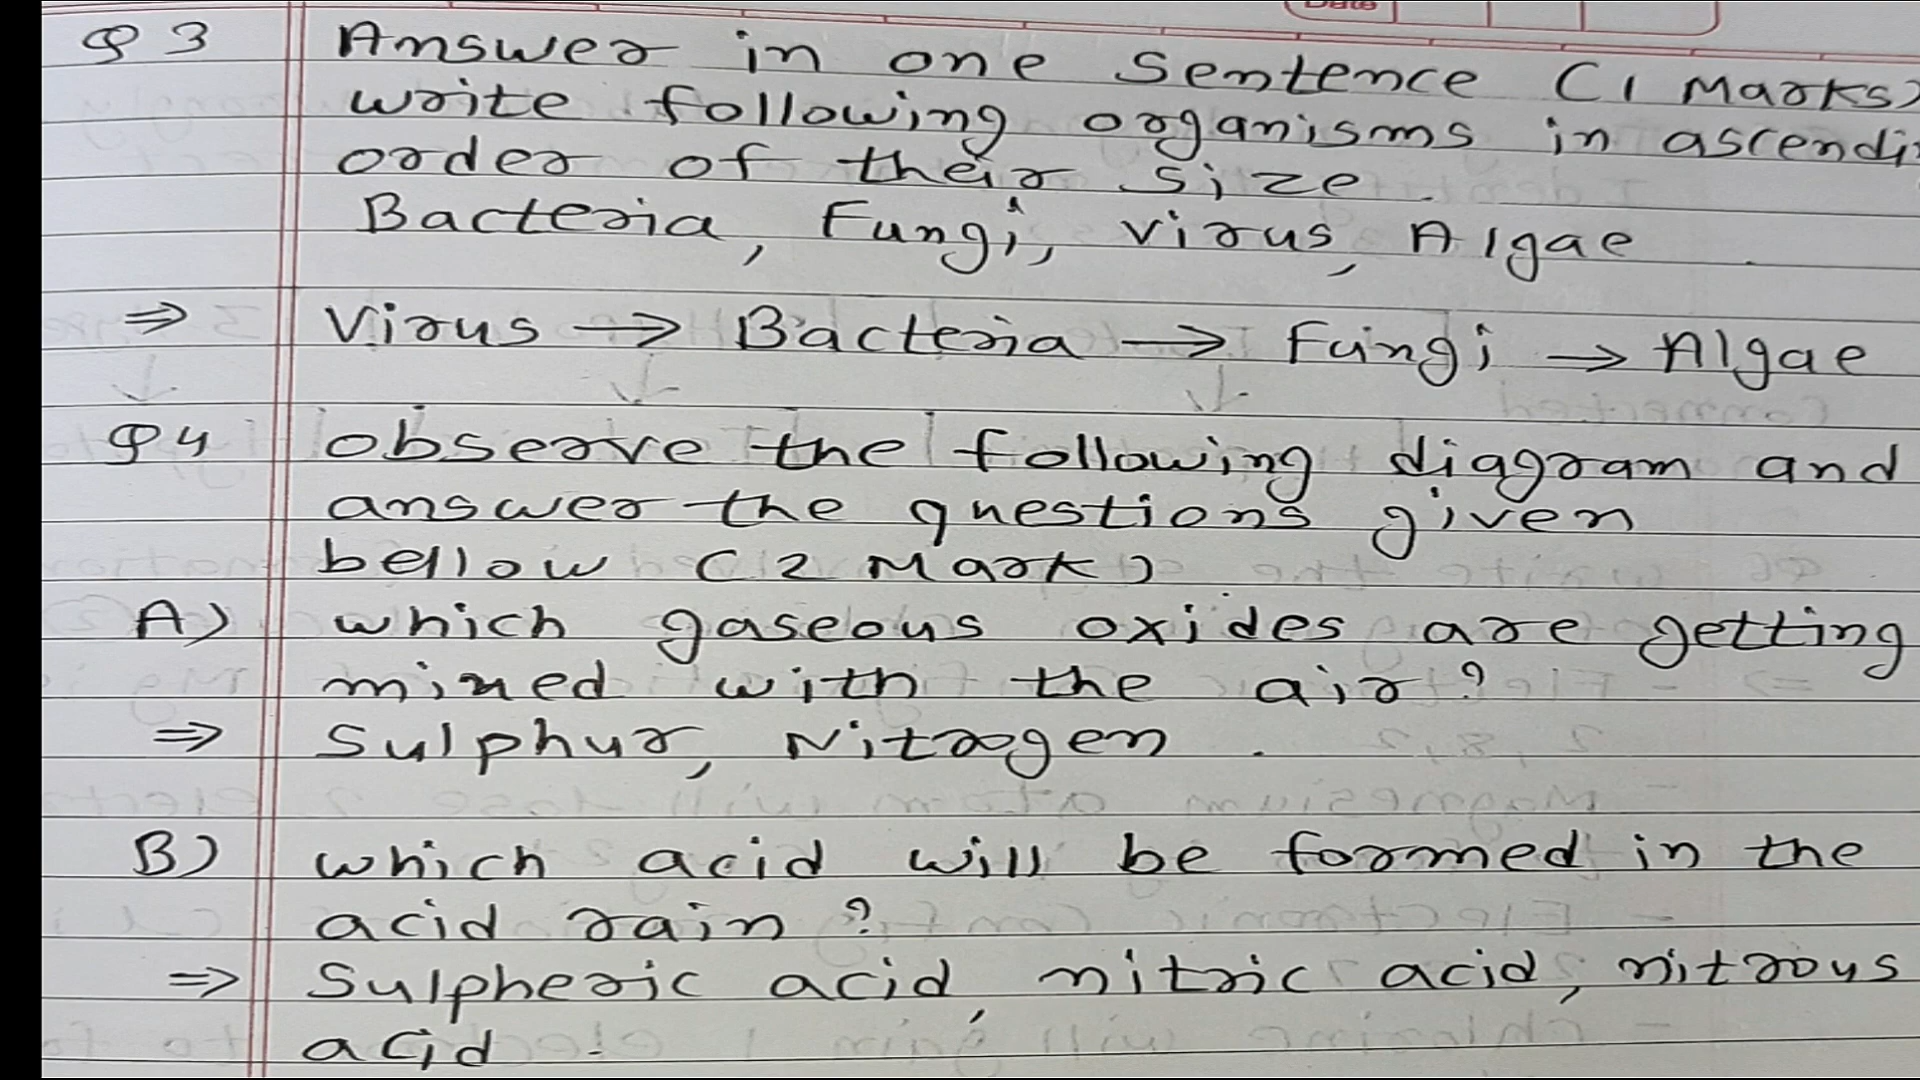 Date
Q3 Answer in one sentence (1 Marks)
write following organisms in ascendi
order of their size.
Bacteria, Fungi, virus, Algae
⇒ Virus → Bacteria → Fungi → Algae
Q4 observe the following diagram and
answer the questions given
bellow (2 Mark)
A) which gaseous oxides are getting
mixed with the air?
⇒ Sulphur, Nitrogen.
B) which acid will be formed in the
acid rain?
⇒ Sulpheric acid, nitric acid, nitrous
acid.